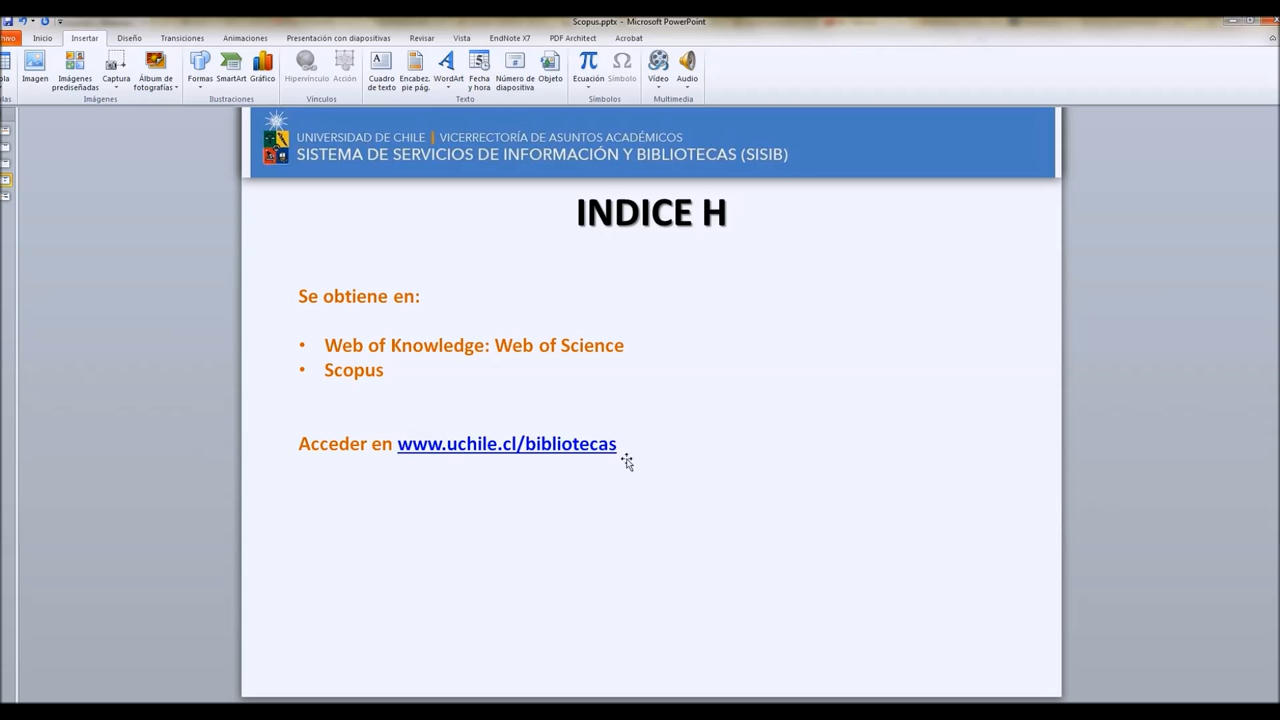 Scopus.pptx - Microsoft PowerPoint
Inicio Insertar Diseño Transiciones Animaciones Presentación con diapositivas Revisar Vista EndNote X7 PDF Architect Acrobat
Imagen Imágenes prediseñadas Captura Álbum de fotografías Formas SmartArt Gráfico Hipervínculo Acción Cuadro de texto Encabez. pie pág. WordArt Fecha y hora Número de diapositiva Objeto Ecuación Símbolo Vídeo Audio
Imágenes Ilustraciones Vínculos Texto Símbolos Multimedia
UNIVERSIDAD DE CHILE | VICERRECTORÍA DE ASUNTOS ACADÉMICOS
SISTEMA DE SERVICIOS DE INFORMACIÓN Y BIBLIOTECAS (SISIB)
INDICE H
Se obtiene en:
• Web of Knowledge: Web of Science
• Scopus
Acceder en www.uchile.cl/bibliotecas